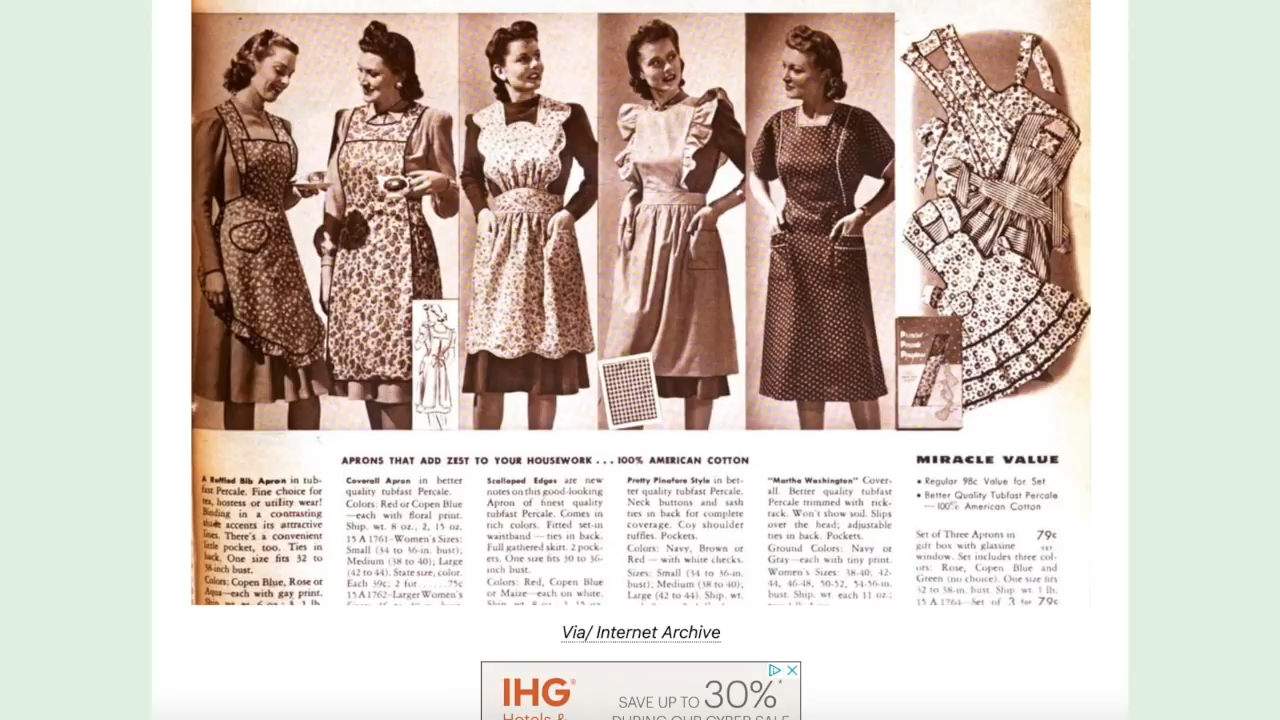 APRONS THAT ADD ZEST TO YOUR HOUSEWORK . . . 100% AMERICAN COTTON
A Ruffled Bib Apron in tub-
fast Percale. Fine choice for
tea, hostess or utility wear!
Binding in a contrasting
shade accents its attractive
lines. There's a convenient
little pocket, too. Ties in
back. One size fits 32 to
38-inch bust.
Colors: Copen Blue, Rose or
Aqua—each with gay print.
Coverall Apron in better
quality tubfast Percale.
Colors: Red or Copen Blue
—each with floral print.
Ship. wt. 8 oz.; 2, 15 oz.
15 A 1761—Women's Sizes:
Small (34 to 36-in. bust);
Medium (38 to 40); Large
(42 to 44). State size, color.
Each 39c; 2 for ....75c
15 A 1762—Larger Women's
Scalloped Edges are new
notes on this good-looking
Apron of finest quality
tubfast Percale. Comes in
rich colors. Fitted set-in
waistband — ties in back.
Full gathered skirt. 2 pock-
ets. One size fits 30 to 36-
inch bust.
Colors: Red, Copen Blue
or Maize—each on white.
Pretty Pinafore Style in bet-
ter quality tubfast Percale.
Neck buttons and sash
ties in back for complete
coverage. Coy shoulder
ruffles. Pockets.
Colors: Navy, Brown or
Red — with white checks.
Sizes: Small (34 to 36-in.
bust); Medium (38 to 40);
Large (42 to 44). Ship. wt.
"Martha Washington" Cover-
all. Better quality tubfast
Percale trimmed with rick-
rack. Won't show soil. Slips
over the head; adjustable
ties in back. Pockets.
Ground Colors: Navy or
Gray—each with tiny print.
Women's Sizes: 38-40, 42-
44, 46-48, 50-52, 54-56-in.
bust. Ship. wt. each 11 oz.;
MIRACLE VALUE
• Regular 98c Value for Set
• Better Quality Tubfast Percale
— 100% American Cotton
Set of Three Aprons in 79c
gift box with glassine SET
window. Set includes three col-
ors: Rose, Copen Blue and
Green (no choice). One size fits
32 to 38-in. bust. Ship. wt. 1 lb.
15 A 1764—Set of 3 for 79c
Via/ Internet Archive
IHG®
Hotels &
SAVE UP TO 30%*
DURING OUR CYBER SALE